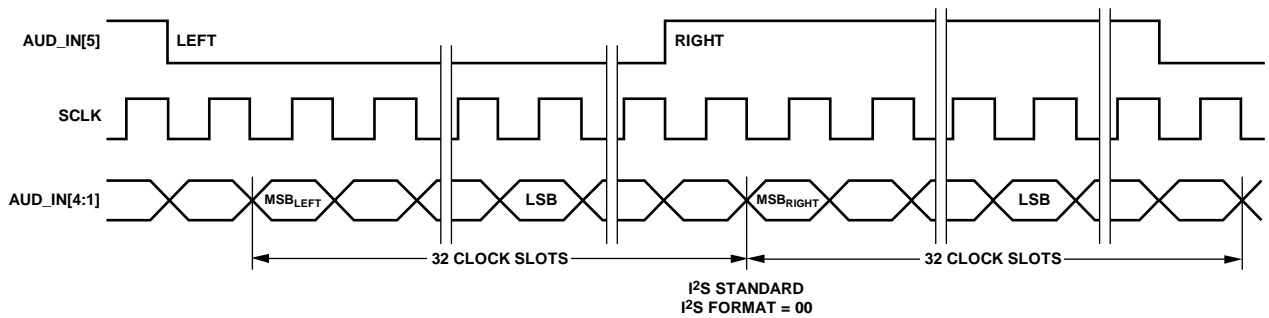 AUD_IN[5]
LEFT
RIGHT
SCLK
AUD_IN[4:1]
MSBLEFT
LSB
MSBRIGHT
LSB
32 CLOCK SLOTS
32 CLOCK SLOTS
I2S STANDARD
I2S FORMAT = 00